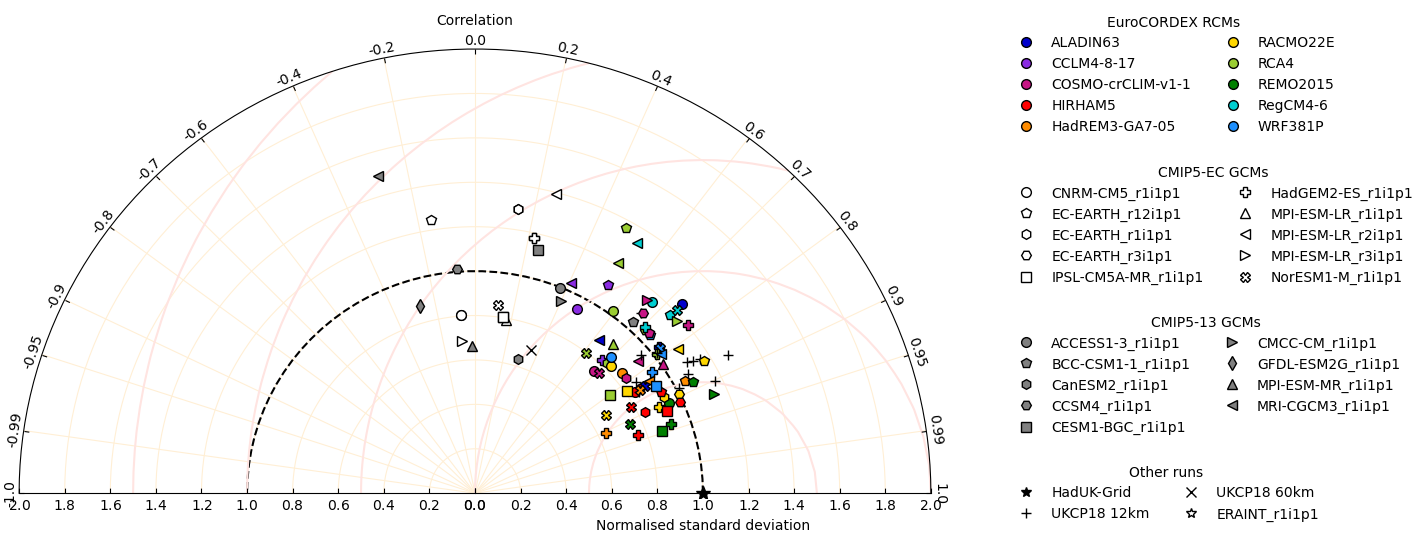 Correlation
0.0
-0.2
0.2
-0.4
0.4
-0.6
0.6
-0.7
0.7
-0.8
0.8
-0.9
0.9
-0.95
0.95
-0.99
0.99
-1.0
1.0
2.0 1.8 1.6 1.4 1.2 1.0 0.8 0.6 0.4 0.2 0.0 0.2 0.4 0.6 0.8 1.0 1.2 1.4 1.6 1.8 2.0
Normalised standard deviation
EuroCORDEX RCMs
ALADIN63 RACMO22E
CCLM4-8-17 RCA4
COSMO-crCLIM-v1-1 REMO2015
HIRHAM5 RegCM4-6
HadREM3-GA7-05 WRF381P
CMIP5-EC GCMs
CNRM-CM5_r1i1p1 HadGEM2-ES_r1i1p1
EC-EARTH_r12i1p1 MPI-ESM-LR_r1i1p1
EC-EARTH_r1i1p1 MPI-ESM-LR_r2i1p1
EC-EARTH_r3i1p1 MPI-ESM-LR_r3i1p1
IPSL-CM5A-MR_r1i1p1 NorESM1-M_r1i1p1
CMIP5-13 GCMs
ACCESS1-3_r1i1p1 CMCC-CM_r1i1p1
BCC-CSM1-1_r1i1p1 GFDL-ESM2G_r1i1p1
CanESM2_r1i1p1 MPI-ESM-MR_r1i1p1
CCSM4_r1i1p1 MRI-CGCM3_r1i1p1
CESM1-BGC_r1i1p1
Other runs
HadUK-Grid UKCP18 60km
UKCP18 12km ERAINT_r1i1p1